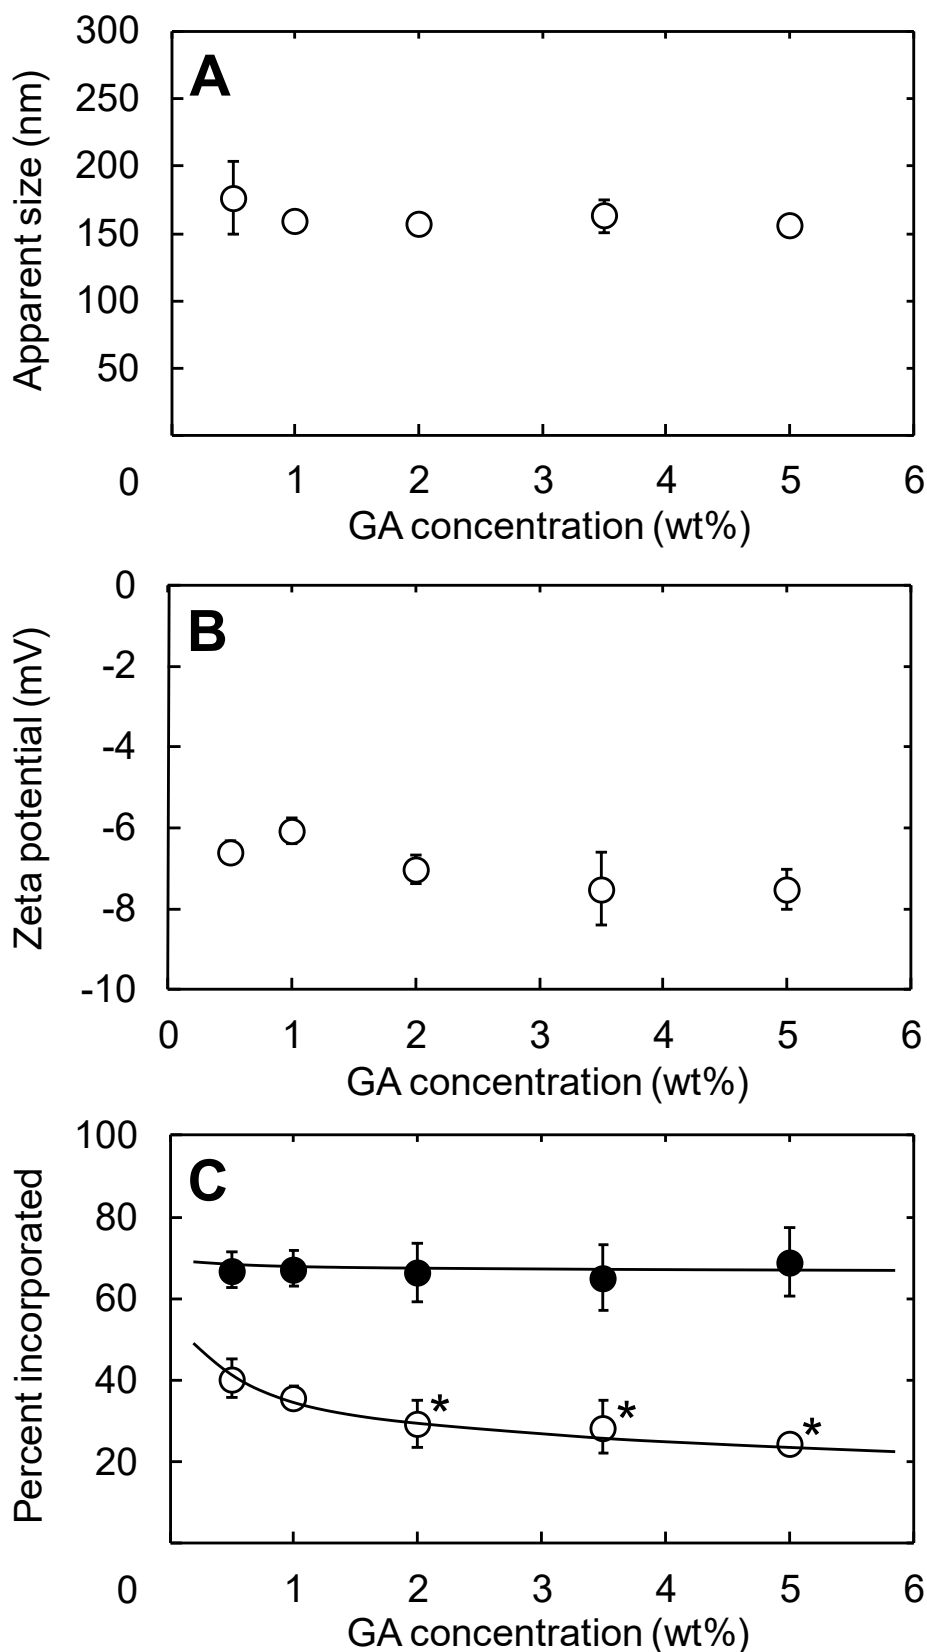 300
A
250
200
150
100
50
Apparent size (nm)
0 1 2 3 4 5 6
GA concentration (wt%)
0
B
-2
-4
-6
-8
-10
Zeta potential (mV)
0 1 2 3 4 5 6
GA concentration (wt%)
100
C
80
60
40
20
Percent incorporated
* * *
0 1 2 3 4 5 6
GA concentration (wt%)